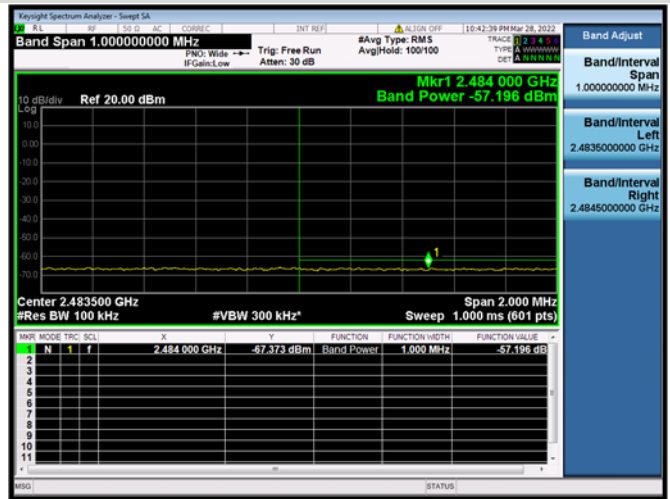 Keysight Spectrum Analyzer - Swept SA
RL RF 50 Ω AC CORREC INT REF ALIGN OFF 10:42:39 PM Mar 28, 2022
Band Span 1.000000000 MHz
PNO: Wide
IFGain:Low
Trig: Free Run
Atten: 30 dB
#Avg Type: RMS
Avg|Hold: 100/100
TRACE 1 2 3 4 5 6
TYPE A WWWWW
DET A N N N N N
Mkr1 2.484 000 GHz
Band Power -57.196 dBm
10 dB/div Ref 20.00 dBm
Log
10.0
0.00
-10.0
-20.0
-30.0
-40.0
-50.0
-60.0
-70.0
1
Center 2.483500 GHz
Span 2.000 MHz
#Res BW 100 kHz
#VBW 300 kHz*
Sweep 1.000 ms (601 pts)
MKR MODE TRC SCL X Y FUNCTION FUNCTION WIDTH FUNCTION VALUE
1 N 1 f 2.484 000 GHz -67.373 dBm Band Power 1.000 MHz -57.196 dB
2
3
4
5
6
7
8
9
10
11
MSG
STATUS
Band Adjust
Band/Interval
Span
1.000000000 MHz
Band/Interval
Left
2.4835000000 GHz
Band/Interval
Right
2.4845000000 GHz